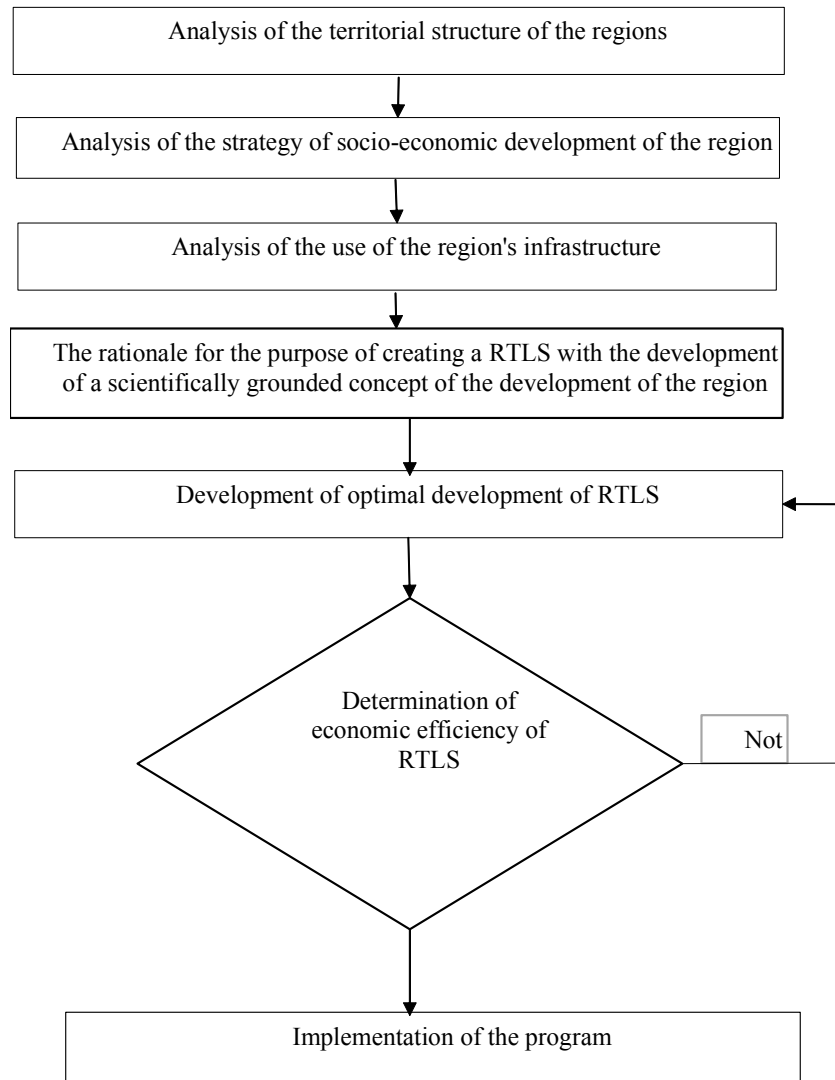 Analysis of the territorial structure of the regions
Analysis of the strategy of socio-economic development of the region
Analysis of the use of the region's infrastructure
The rationale for the purpose of creating a RTLS with the development
of a scientifically grounded concept of the development of the region
Development of optimal development of RTLS
Determination of
economic efficiency of
RTLS
Not
Implementation of the program